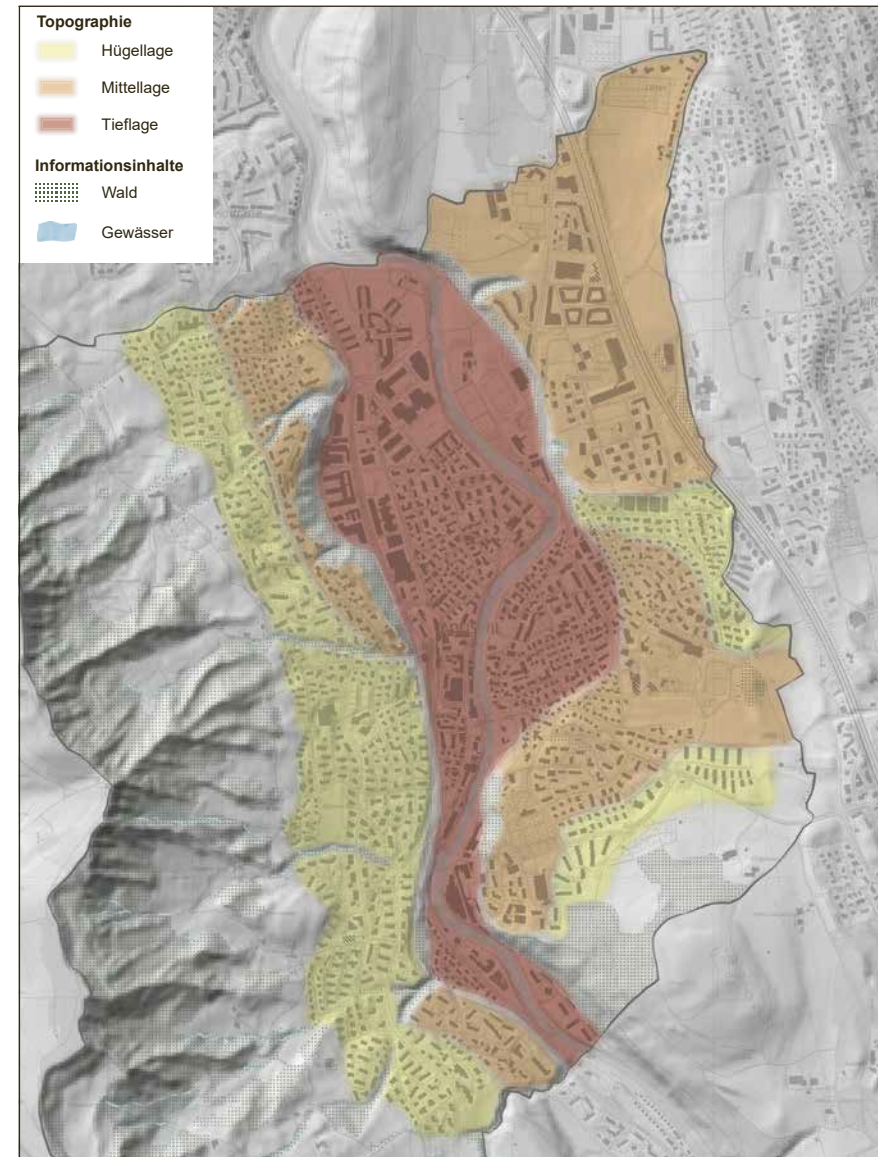 Topographie
Hügellage
Mittellage
Tieflage
Informationsinhalte
Wald
Gewässer